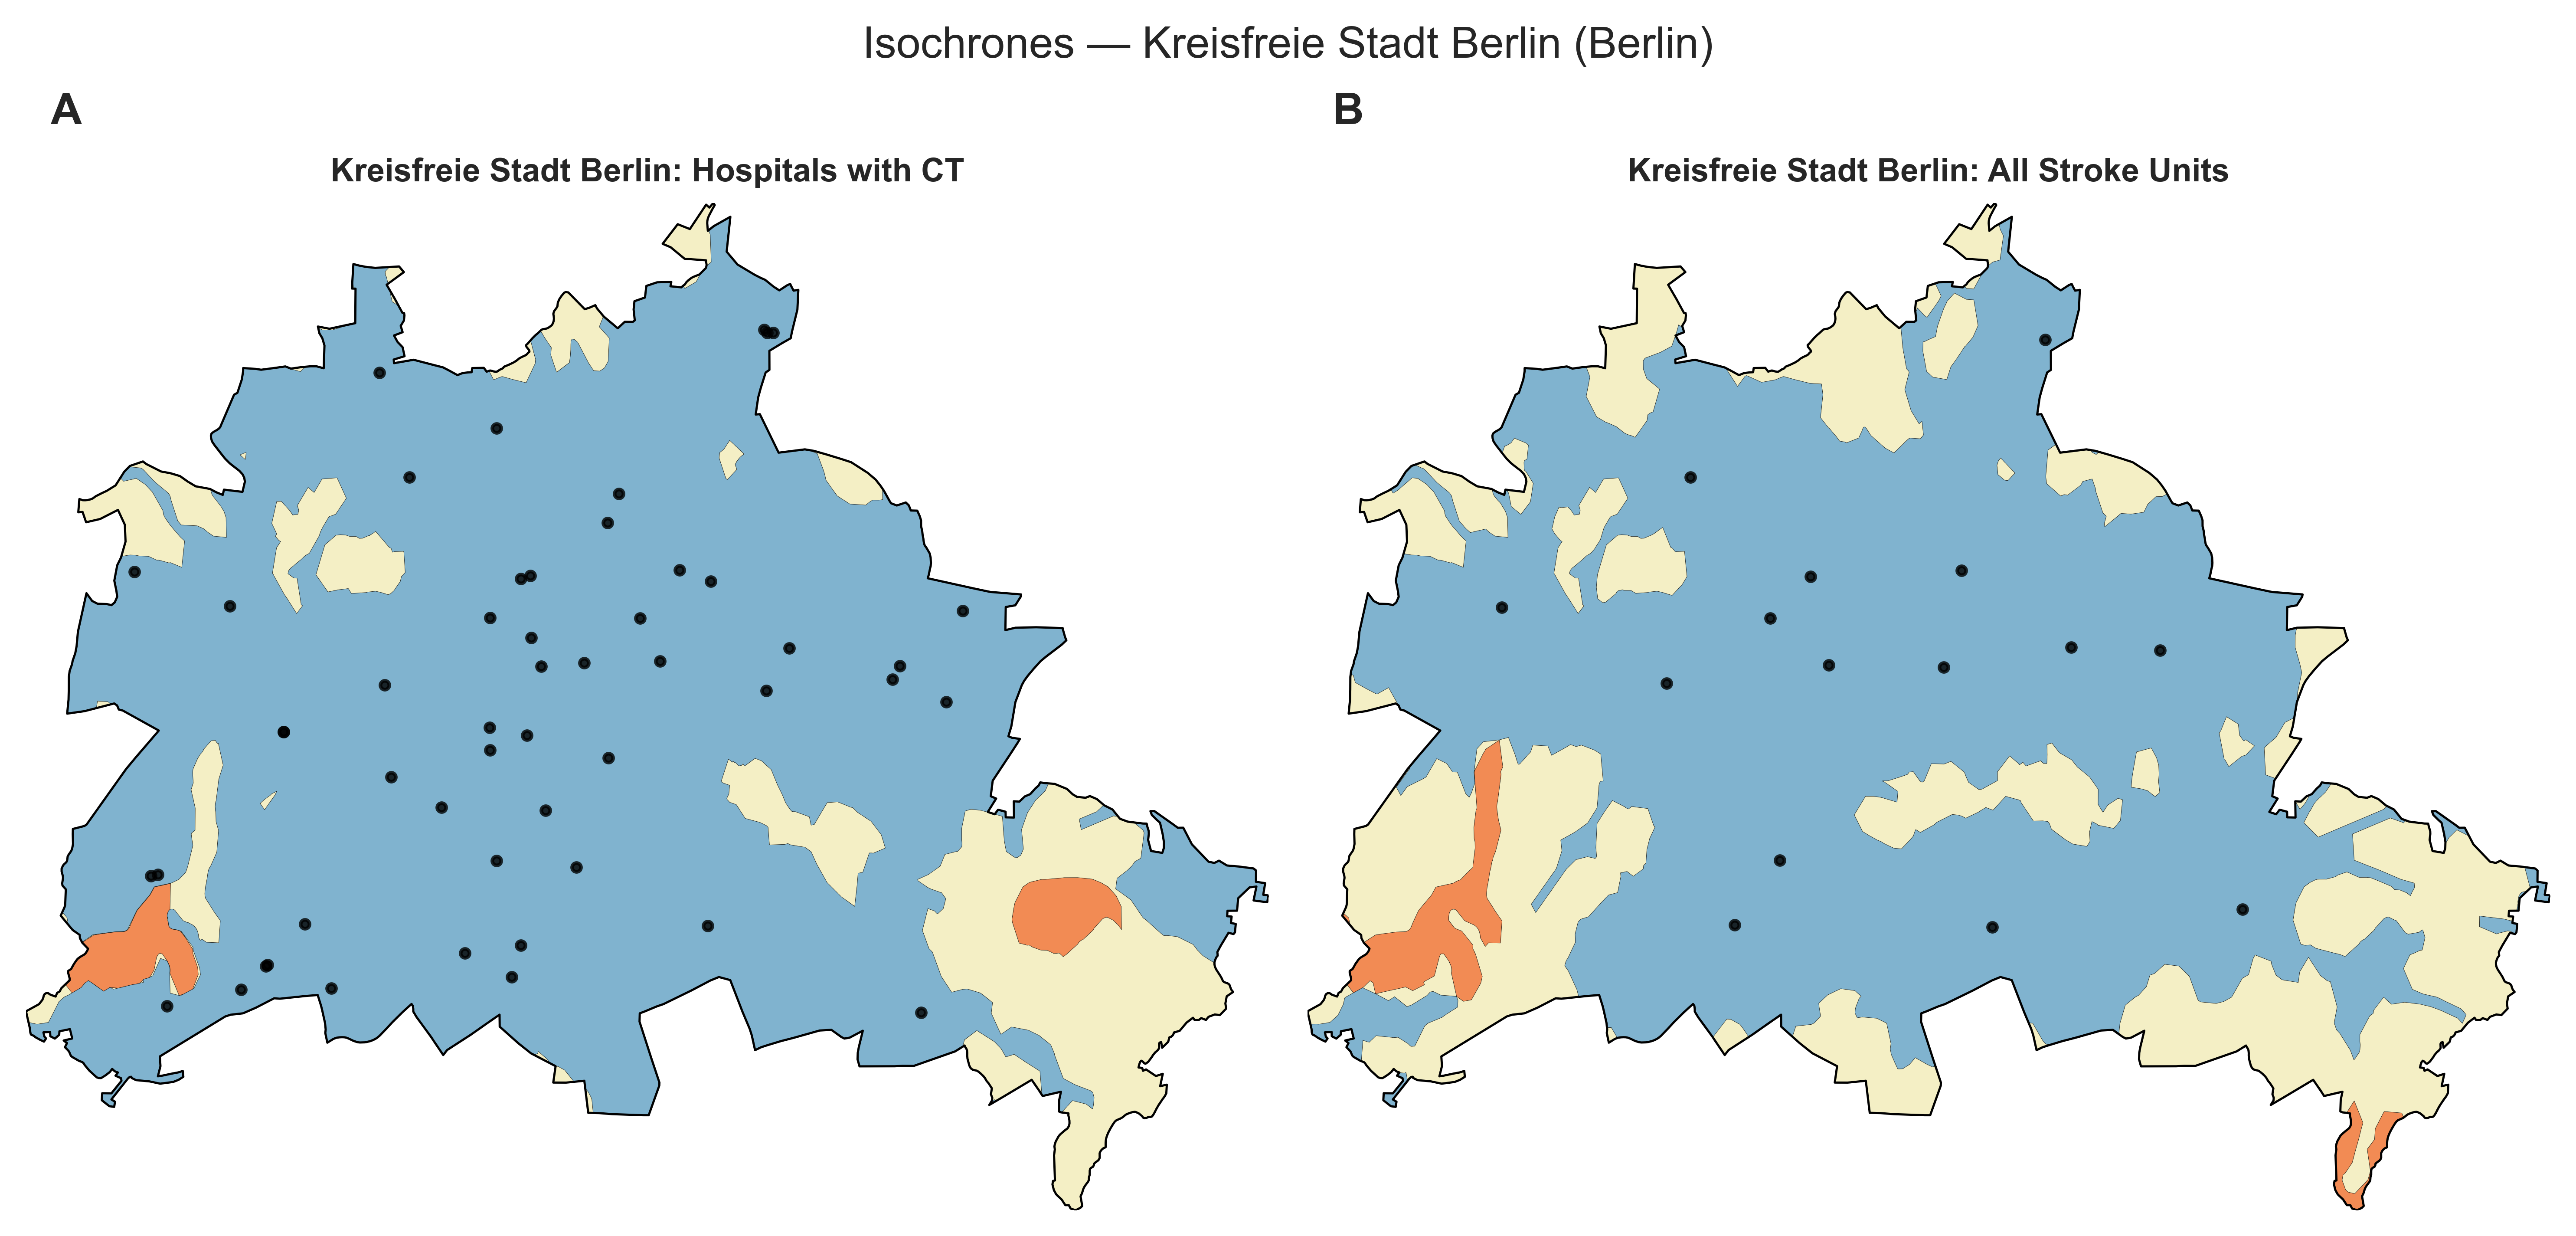 Isochrones — Kreisfreie Stadt Berlin (Berlin)
A
B
Kreisfreie Stadt Berlin: Hospitals with CT
Kreisfreie Stadt Berlin: All Stroke Units